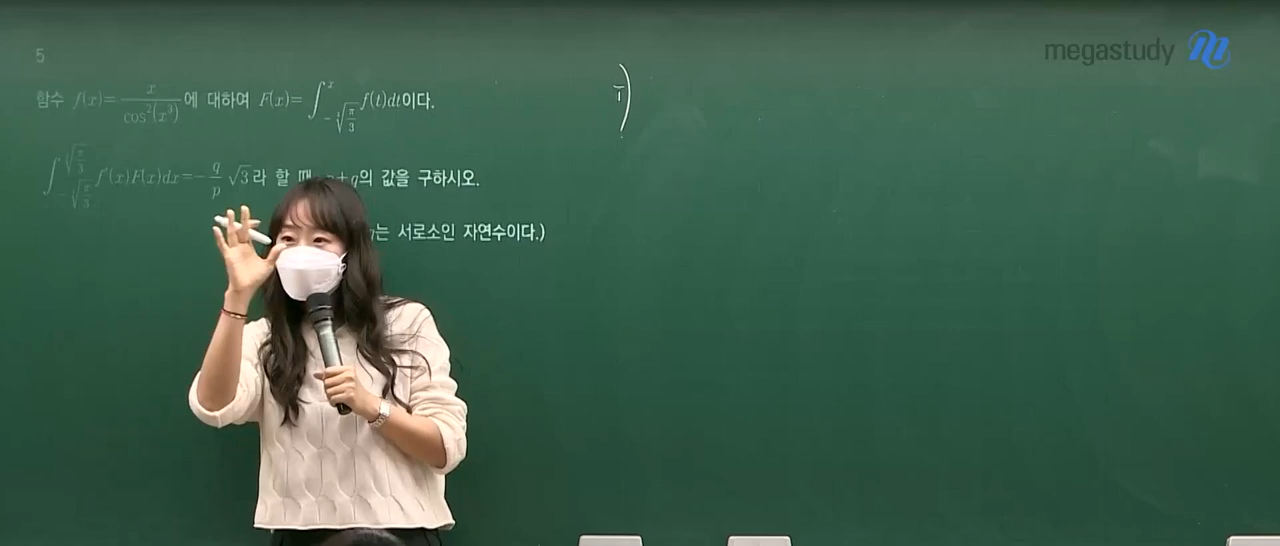 megastudy
5
함수 f(x)=x/cos²(x³)에 대하여 F(x)=∫_{-∛(π/3)}^{x} f(t)dt이다.
∫_{-∛(π/3)}^{∛(π/3)} f'(x)F(x)dx=-q/p √3라 할 때 +q의 값을 구하시오.
는 서로소인 자연수이다.)
i)